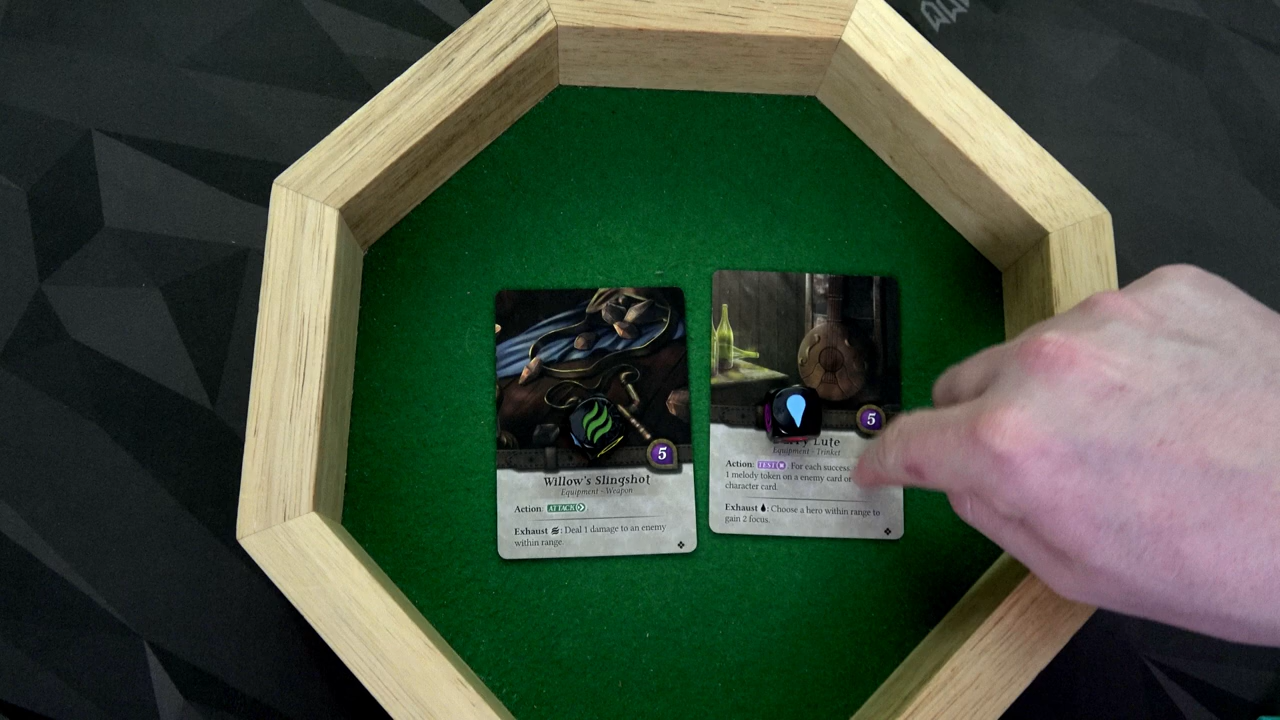 5
Willow's Slingshot
Equipment - Weapon
Action: ATTACK
Exhaust : Deal 1 damage to an enemy
within range.
5
Lute
Equipment - Trinket
Action: TEST : For each success,
1 melody token on a enemy card or
character card.
Exhaust : Choose a hero within range to
gain 2 focus.